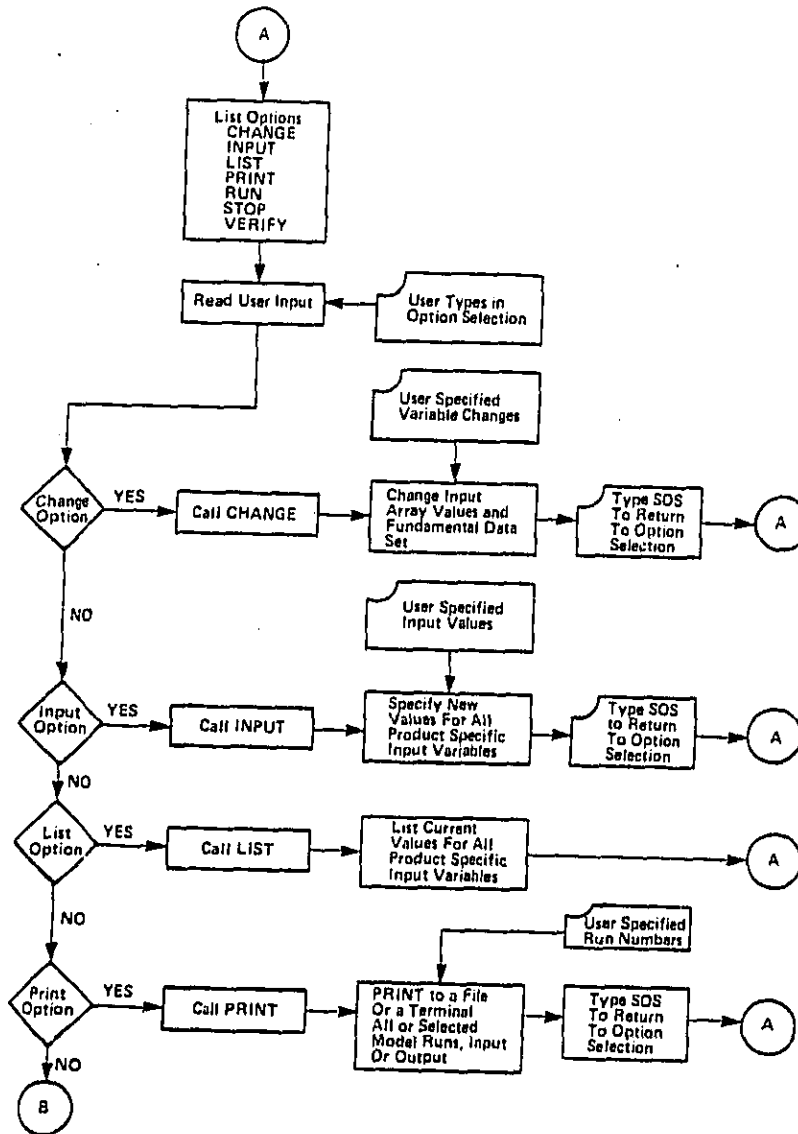 A
List Options
CHANGE
INPUT
LIST
PRINT
RUN
STOP
VERIFY
Read User Input
User Types in
Option Selection
User Specified
Variable Changes
Change
Option
YES
Call CHANGE
Change Input
Array Values and
Fundamental Data
Set
Type SOS
To Return
To Option
Selection
A
NO
User Specified
Input Values
Input
Option
YES
Call INPUT
Specify New
Values For All
Product Specific
Input Variables
Type SOS
to Return
To Option
Selection
A
NO
List
Option
YES
Call LIST
List Current
Values For All
Product Specific
Input Variables
A
NO
User Specified
Run Numbers
Print
Option
YES
Call PRINT
PRINT to a File
Or a Terminal
All or Selected
Model Runs, Input
Or Output
Type SOS
To Return
To Option
Selection
A
NO
B